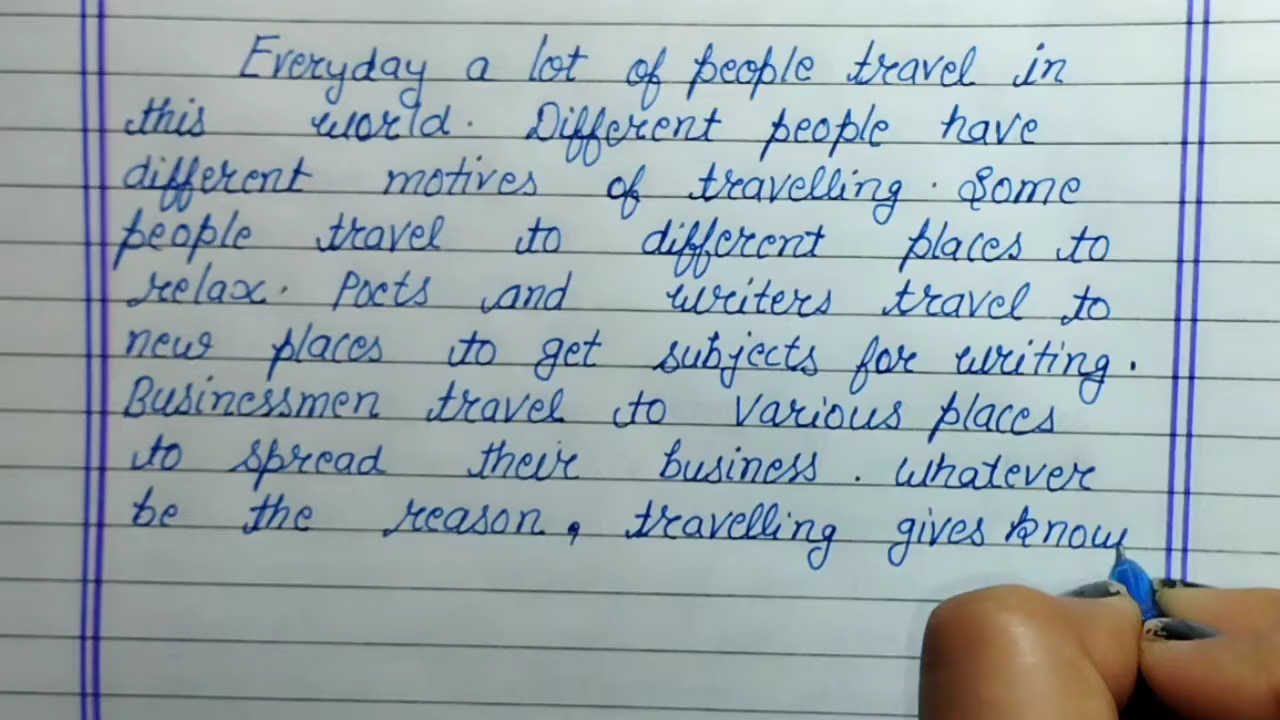 Everyday a lot of people travel in
this world. Different people have
different motives of travelling. Some
people travel to different places to
relax. Poets and writers travel to
new places to get subjects for writing.
Businessmen travel to various places
to spread their business. Whatever
be the reason, travelling gives know